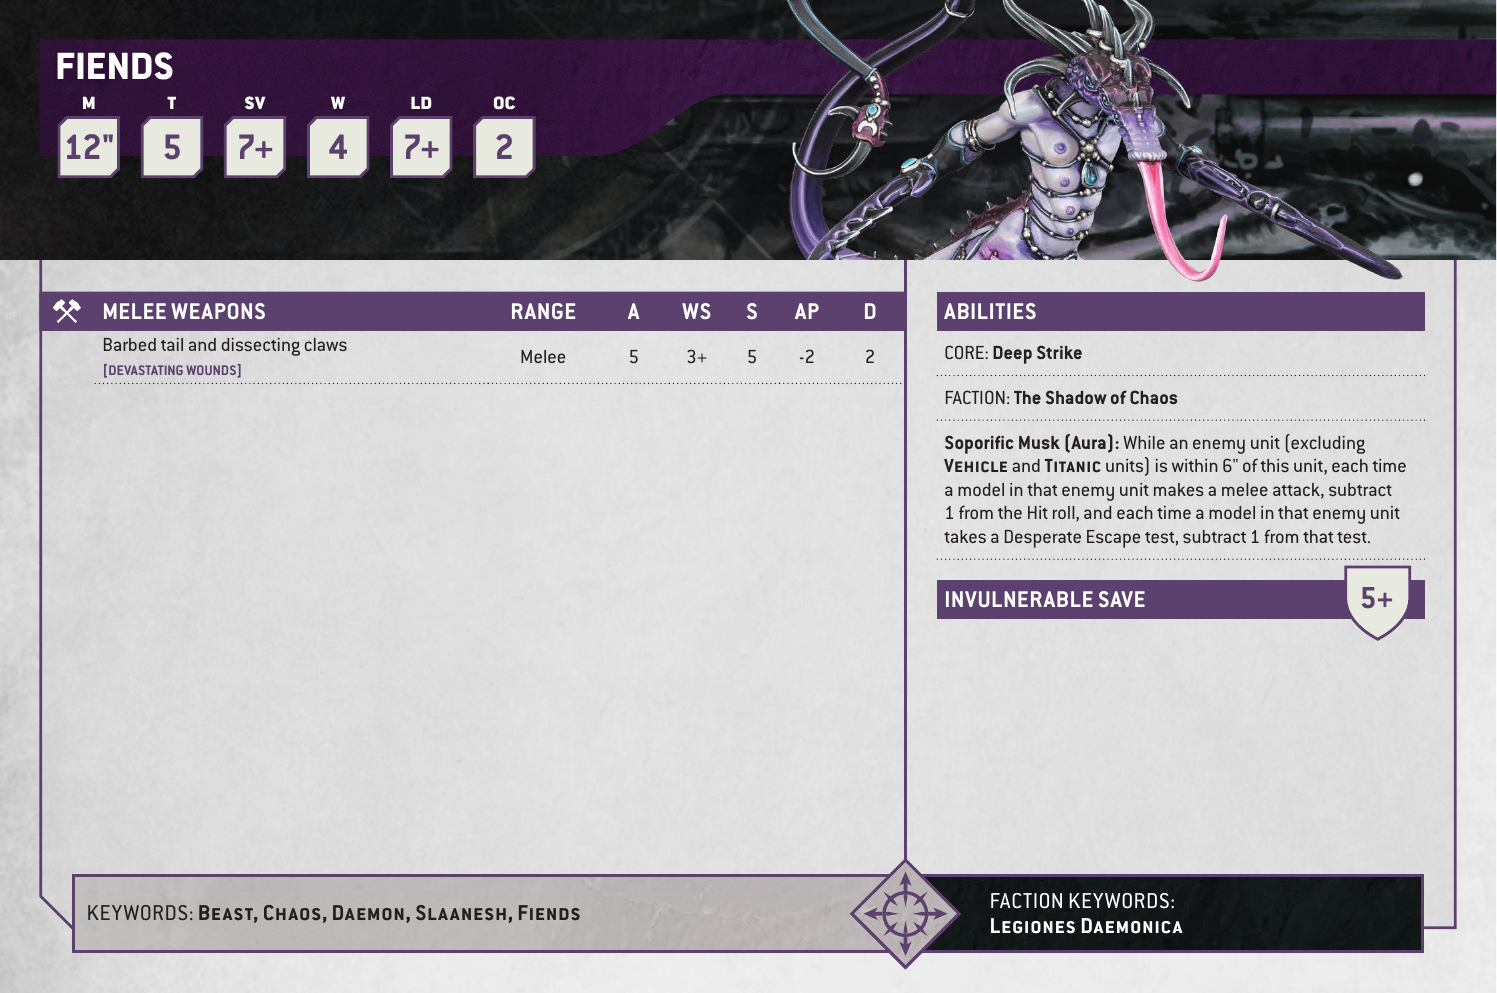 FIENDS
M T SV W LD OC
12" 5 7+ 4 7+ 2
MELEE WEAPONS RANGE A WS S AP D
Barbed tail and dissecting claws
[DEVASTATING WOUNDS]
Melee 5 3+ 5 -2 2
ABILITIES
CORE: Deep Strike
FACTION: The Shadow of Chaos
Soporific Musk (Aura): While an enemy unit (excluding
VEHICLE and TITANIC units) is within 6" of this unit, each time
a model in that enemy unit makes a melee attack, subtract
1 from the Hit roll, and each time a model in that enemy unit
takes a Desperate Escape test, subtract 1 from that test.
INVULNERABLE SAVE 5+
KEYWORDS: BEAST, CHAOS, DAEMON, SLAANESH, FIENDS
FACTION KEYWORDS:
LEGIONES DAEMONICA